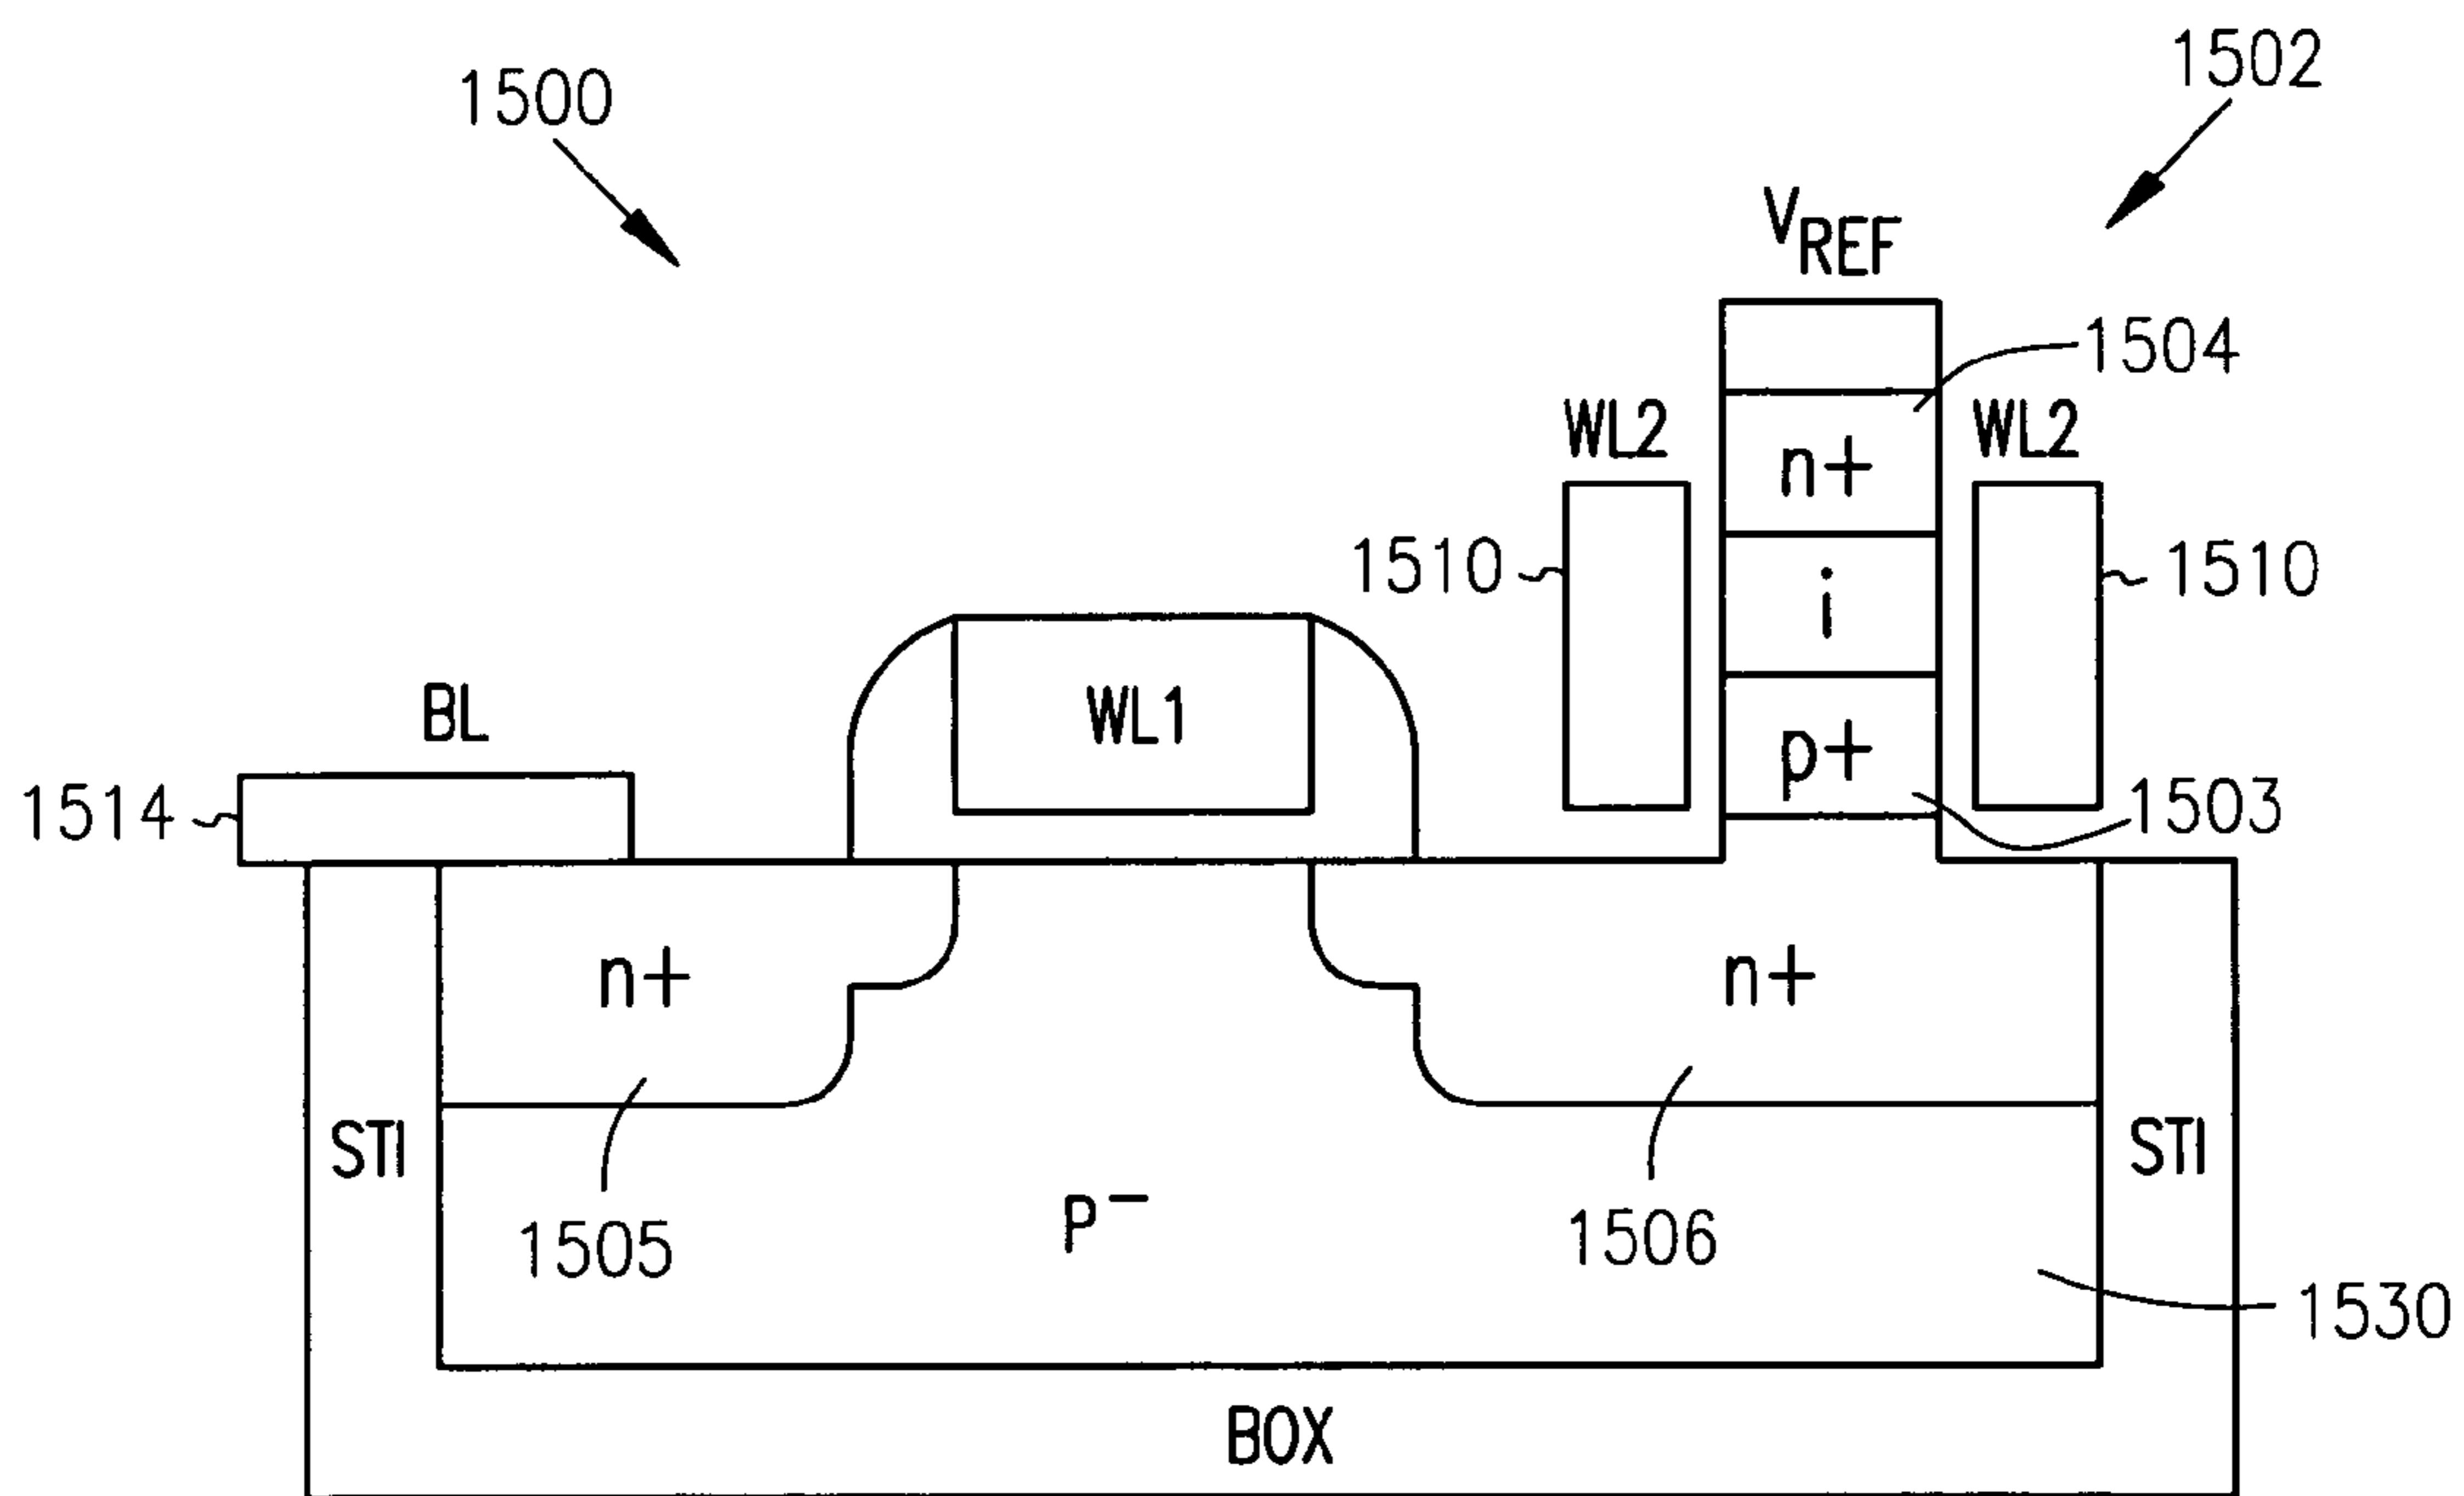 1502
1500
VREF
1504
WL2
WL2
n+
1510
i
1510
BL
WL1
p+
1514
1503
n+
n+
STI
STI
P−
1505
1506
1530
BOX